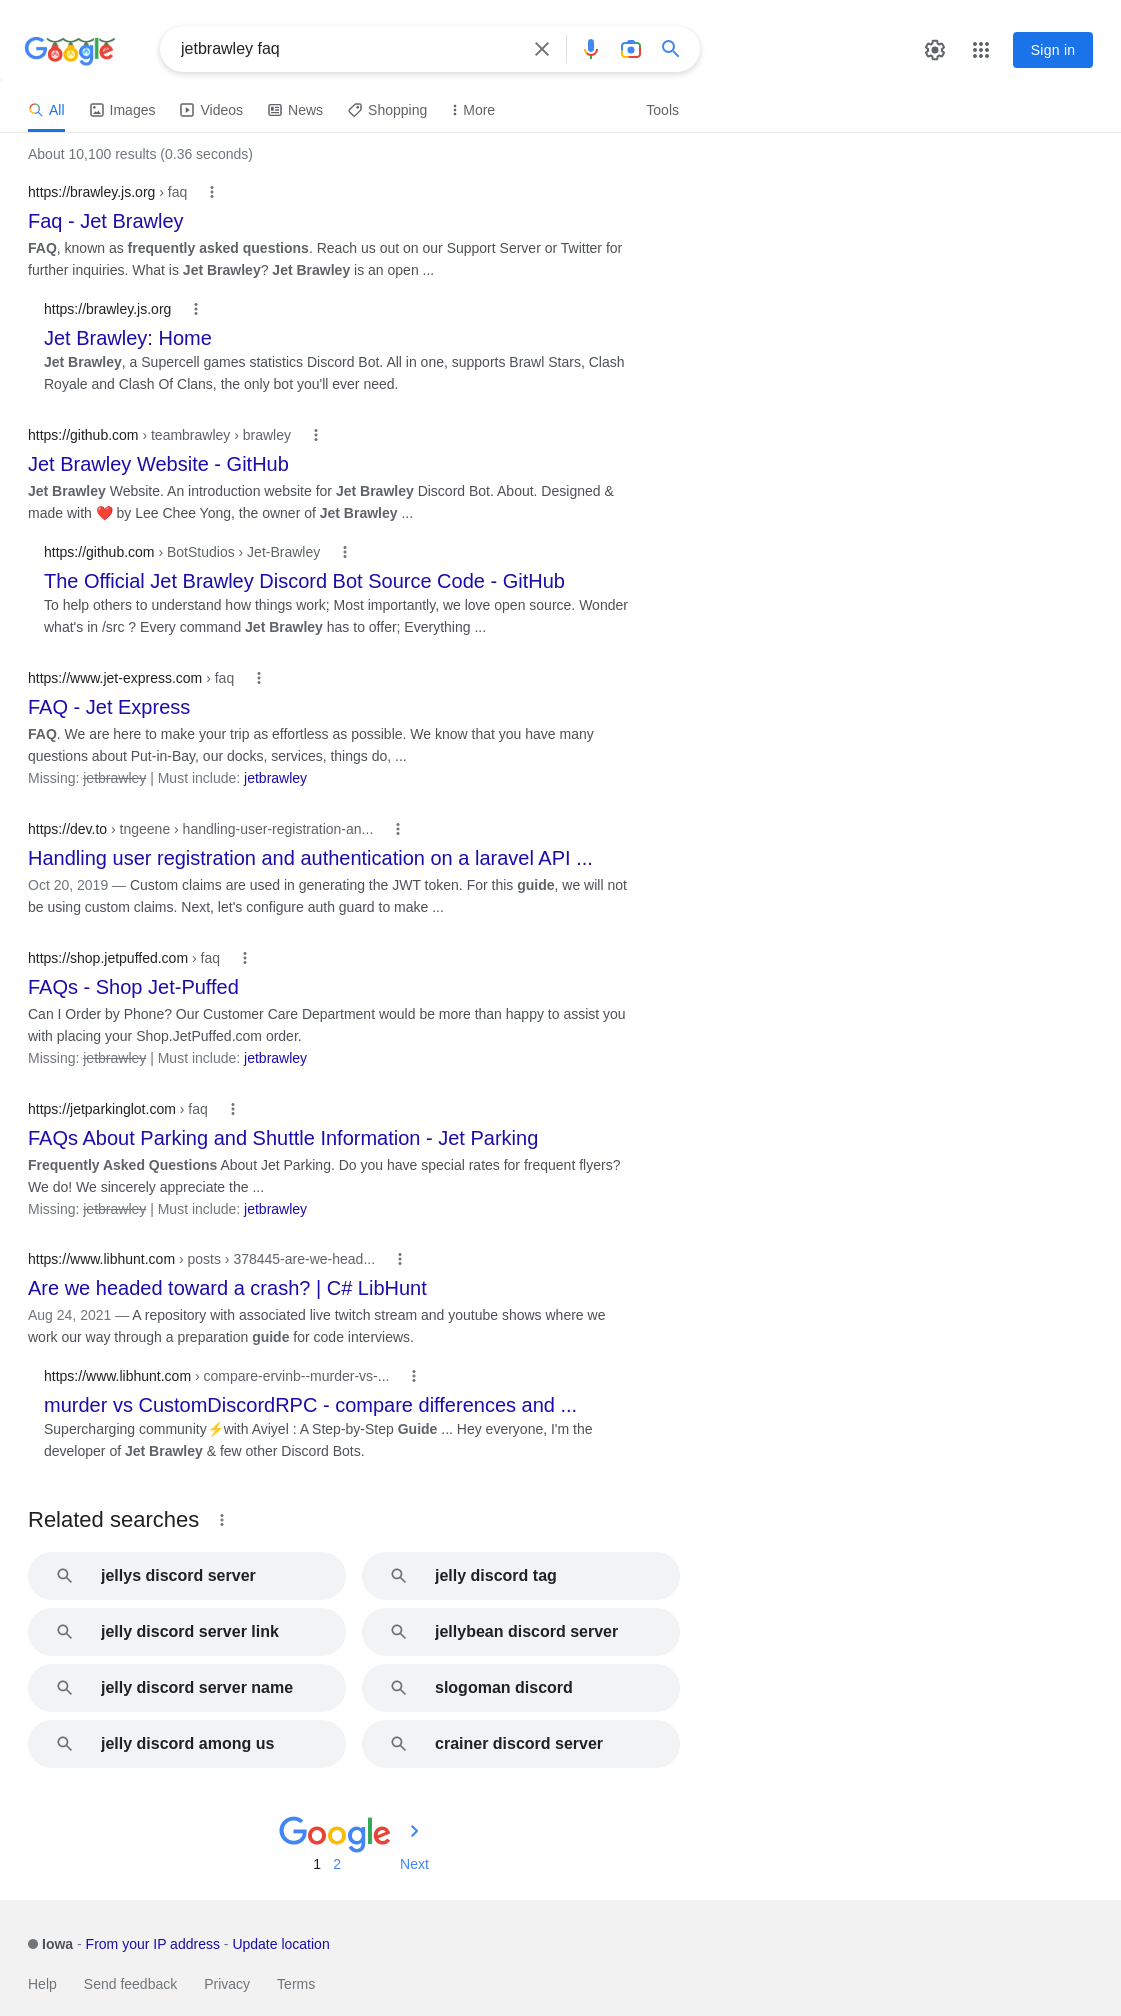 Google
jetbrawley faq
Sign in
All Images Videos News Shopping More Tools
About 10,100 results (0.36 seconds)
https://brawley.js.org › faq
Faq - Jet Brawley
FAQ, known as frequently asked questions. Reach us out on our Support Server or Twitter for
further inquiries. What is Jet Brawley? Jet Brawley is an open ...
https://brawley.js.org
Jet Brawley: Home
Jet Brawley, a Supercell games statistics Discord Bot. All in one, supports Brawl Stars, Clash
Royale and Clash Of Clans, the only bot you'll ever need.
https://github.com › teambrawley › brawley
Jet Brawley Website - GitHub
Jet Brawley Website. An introduction website for Jet Brawley Discord Bot. About. Designed &
made with ❤️ by Lee Chee Yong, the owner of Jet Brawley ...
https://github.com › BotStudios › Jet-Brawley
The Official Jet Brawley Discord Bot Source Code - GitHub
To help others to understand how things work; Most importantly, we love open source. Wonder
what's in /src ? Every command Jet Brawley has to offer; Everything ...
https://www.jet-express.com › faq
FAQ - Jet Express
FAQ. We are here to make your trip as effortless as possible. We know that you have many
questions about Put-in-Bay, our docks, services, things do, ...
Missing: jetbrawley | Must include: jetbrawley
https://dev.to › tngeene › handling-user-registration-an...
Handling user registration and authentication on a laravel API ...
Oct 20, 2019 — Custom claims are used in generating the JWT token. For this guide, we will not
be using custom claims. Next, let's configure auth guard to make ...
https://shop.jetpuffed.com › faq
FAQs - Shop Jet-Puffed
Can I Order by Phone? Our Customer Care Department would be more than happy to assist you
with placing your Shop.JetPuffed.com order.
Missing: jetbrawley | Must include: jetbrawley
https://jetparkinglot.com › faq
FAQs About Parking and Shuttle Information - Jet Parking
Frequently Asked Questions About Jet Parking. Do you have special rates for frequent flyers?
We do! We sincerely appreciate the ...
Missing: jetbrawley | Must include: jetbrawley
https://www.libhunt.com › posts › 378445-are-we-head...
Are we headed toward a crash? | C# LibHunt
Aug 24, 2021 — A repository with associated live twitch stream and youtube shows where we
work our way through a preparation guide for code interviews.
https://www.libhunt.com › compare-ervinb--murder-vs-...
murder vs CustomDiscordRPC - compare differences and ...
Supercharging community⚡with Aviyel : A Step-by-Step Guide ... Hey everyone, I'm the
developer of Jet Brawley & few other Discord Bots.
Related searches
jellys discord server
jelly discord tag
jelly discord server link
jellybean discord server
jelly discord server name
slogoman discord
jelly discord among us
crainer discord server
Google
1 2 Next
Iowa - From your IP address - Update location
Help Send feedback Privacy Terms